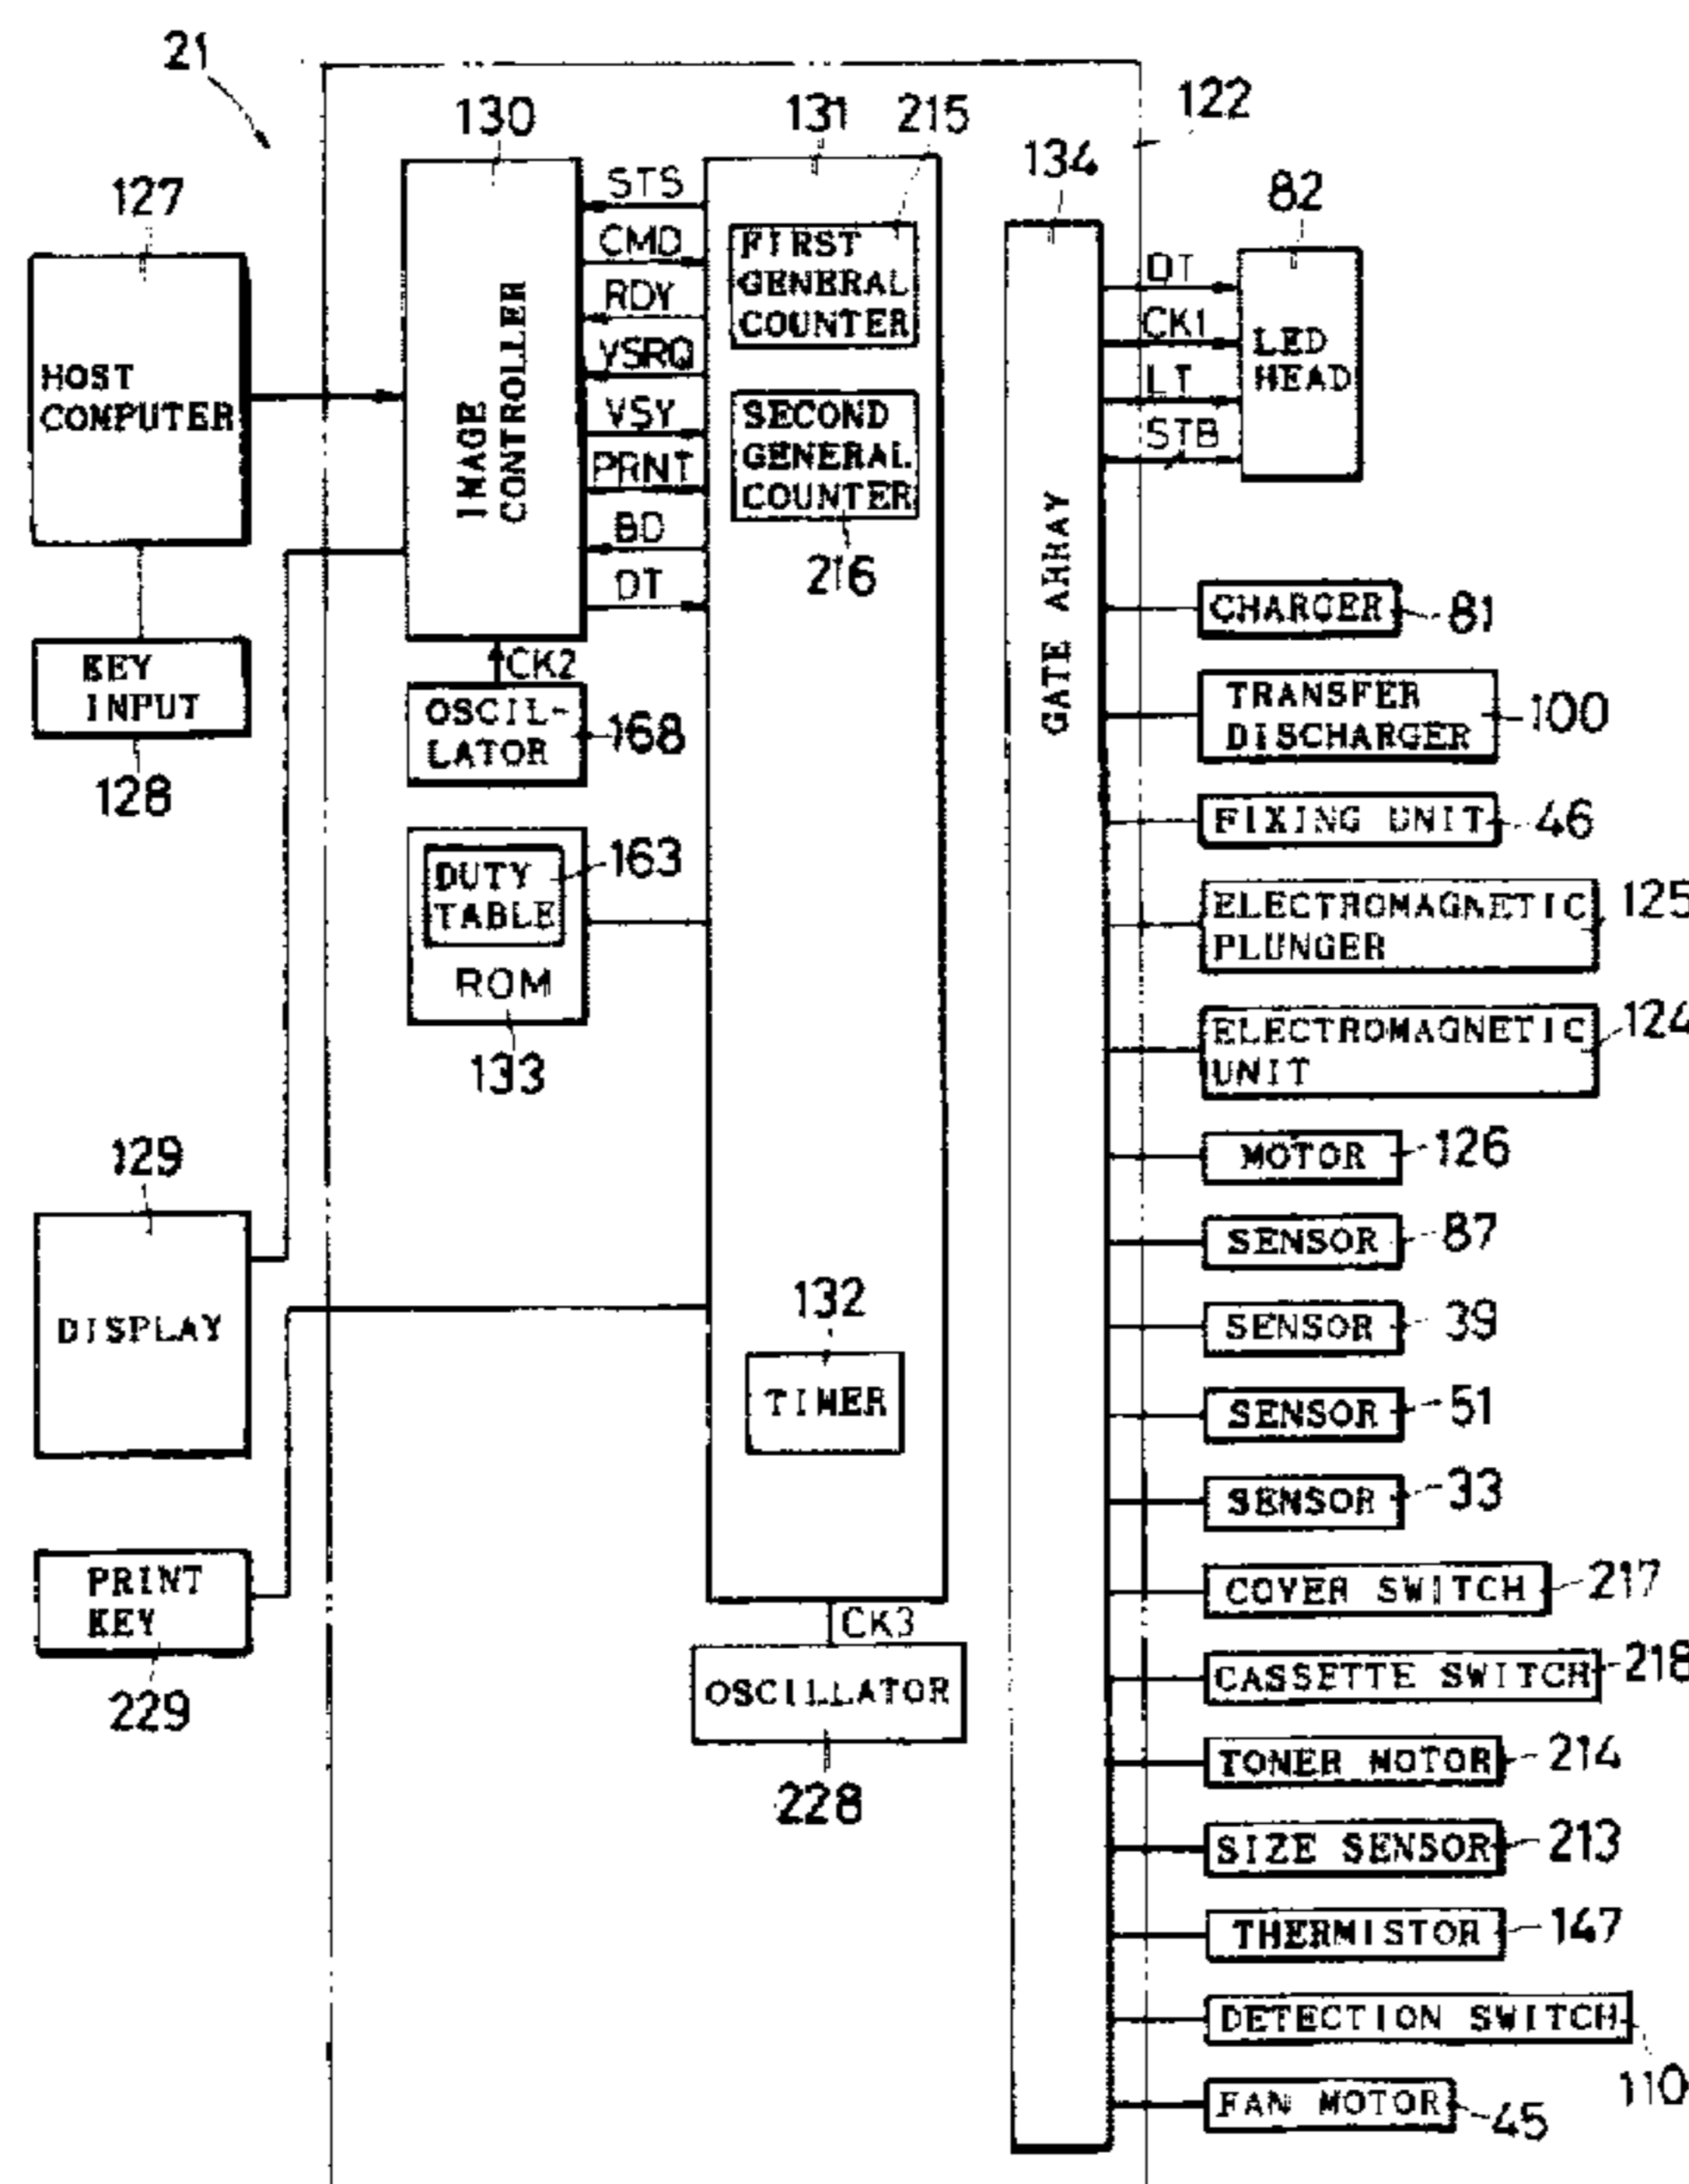 21
122
130
131
215
134
82
127
HOST
COMPUTER
KEY
INPUT
128
IMAGE
CONTROLLER
STS
CMD
RDY
VSRQ
VSY
PRNT
BD
DT
FIRST
GENERAL
COUNTER
SECOND
GENERAL
COUNTER
216
CK2
OSCIL-
LATOR
168
DUTY
TABLE
163
ROM
133
129
DISPLAY
PRINT
KEY
229
132
TIMER
CK3
OSCILLATOR
228
GATE ARRAY
DT
CK1
LT
STB
LED
HEAD
CHARGER
81
TRANSFER
DISCHARGER
100
FIXING UNIT
46
ELECTROMAGNETIC
PLUNGER
125
ELECTROMAGNETIC
UNIT
124
MOTOR
126
SENSOR
87
SENSOR
39
SENSOR
51
SENSOR
33
COVER SWITCH
217
CASSETTE SWITCH
218
TONER MOTOR
214
SIZE SENSOR
213
THERMISTOR
147
DETECTION SWITCH
110
FAN MOTOR
45